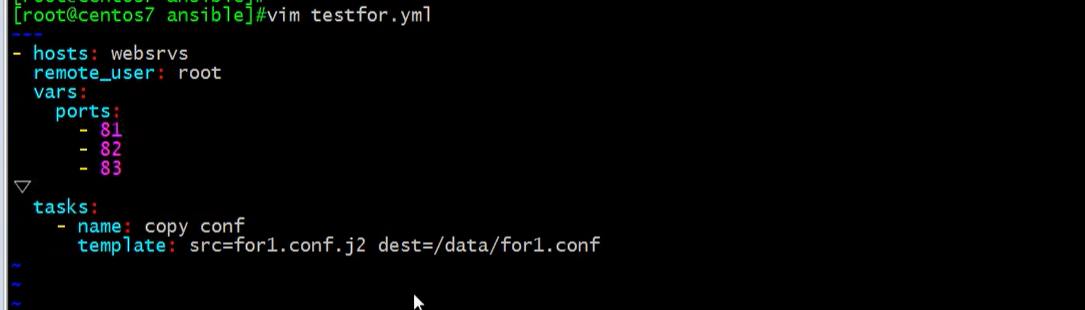 [root@centos7 ansible]#vim testfor.yml
---
- hosts: websrvs
  remote_user: root
  vars:
    ports:
      - 81
      - 82
      - 83

  tasks:
    - name: copy conf
      template: src=for1.conf.j2 dest=/data/for1.conf
~
~
~